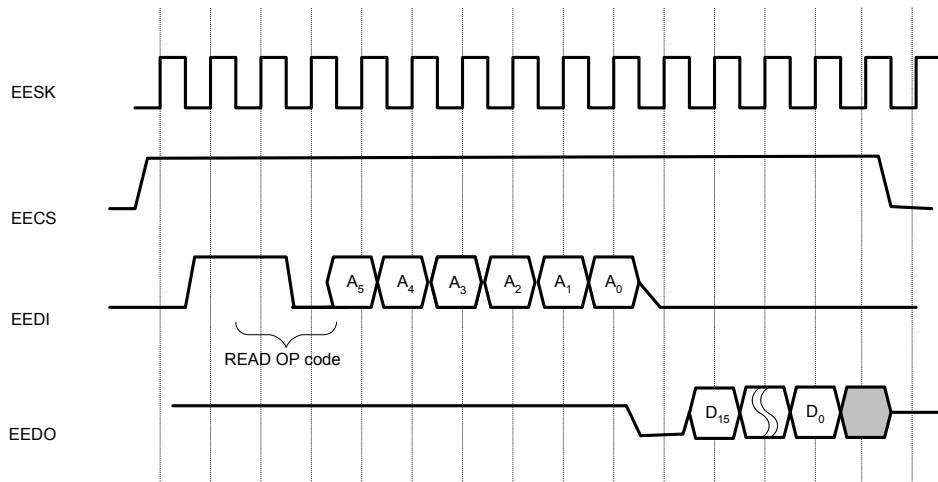 EESK
EECS
EEDI
A5 A4 A3 A2 A1 A0
READ OP code
EEDO
D15 D0